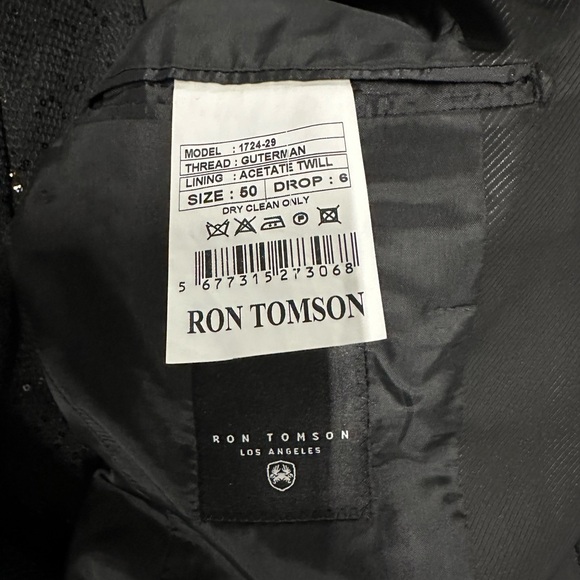 MODEL : 1724-29
THREAD : GUTERMAN
LINING : ACETATE TWILL
SIZE : 50 DROP : 6
DRY CLEAN ONLY
P
5 677315 273068
RON TOMSON
RON TOMSON
LOS ANGELES